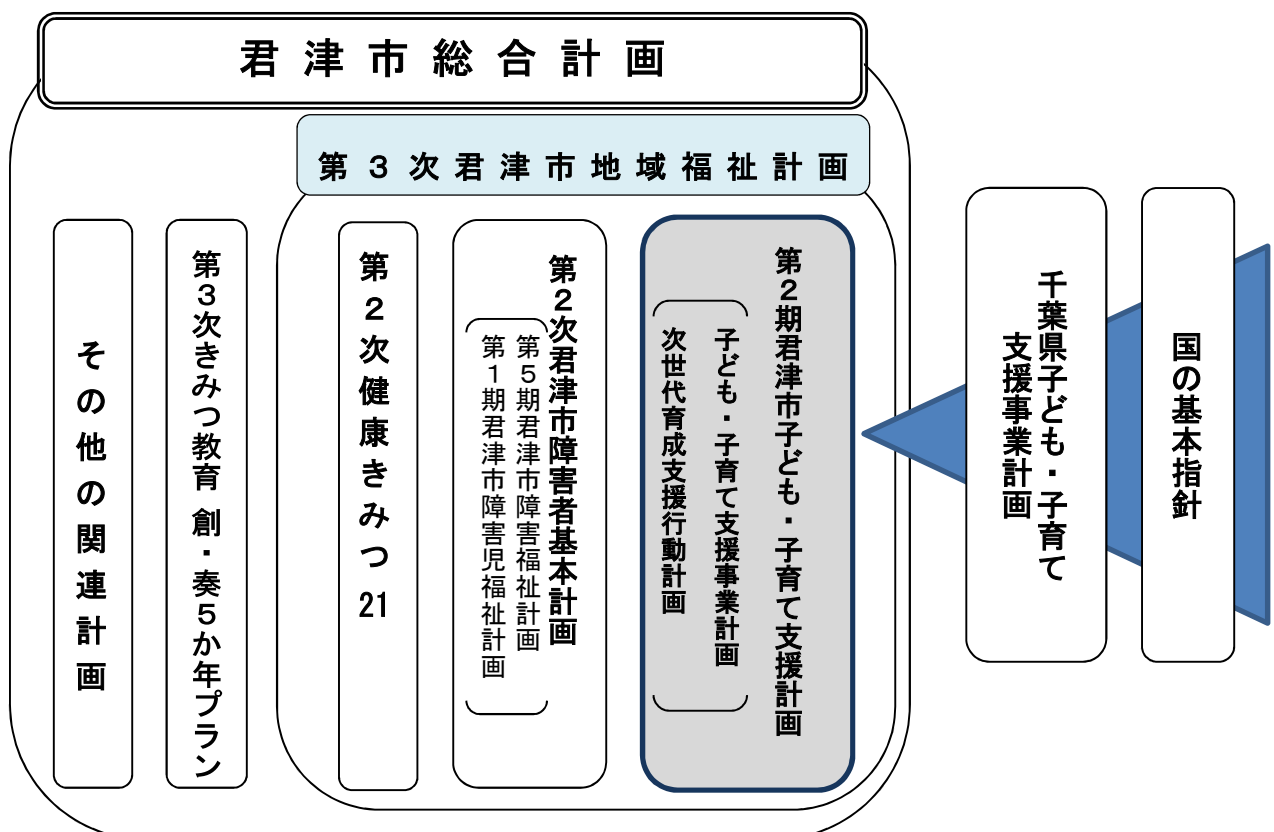 君津市総合計画
第３次君津市地域福祉計画
国の基本指針
千葉県子ども・子育て
支援事業計画
第２期君津市子ども・子育て支援計画
子ども・子育て支援事業計画
次世代育成支援行動計画
第２次君津市障害者基本計画
第５期君津市障害福祉計画
第１期君津市障害児福祉計画
第２次健康きみつ21
第３次きみつ教育 創・奏５か年プラン
その他の関連計画